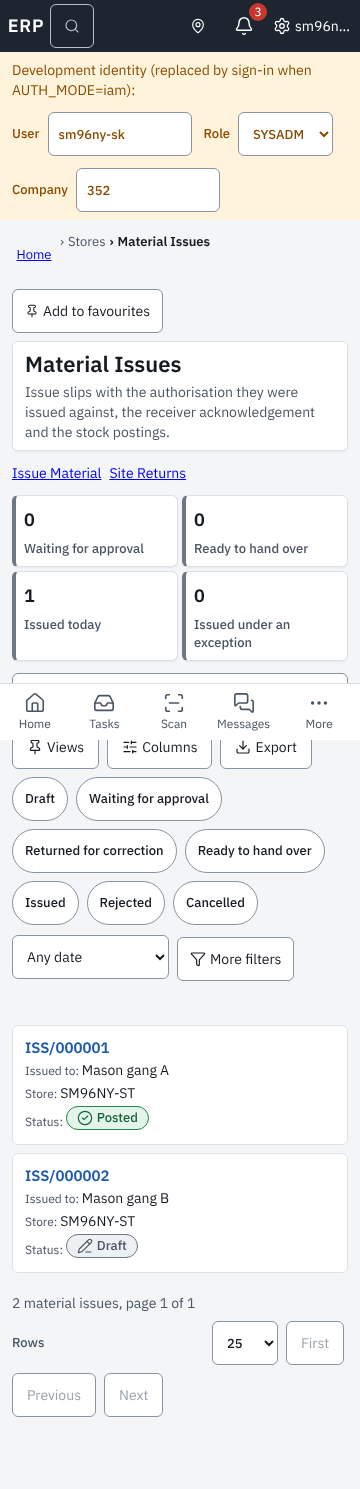 ERP
3
sm96n...
Development identity (replaced by sign-in when
AUTH_MODE=iam):
User
sm96ny-sk
Role
SYSADM
Company
352
Home
› Stores › Material Issues
Add to favourites
Material Issues
Issue slips with the authorisation they were
issued against, the receiver acknowledgement
and the stock postings.
Issue Material Site Returns
0
Waiting for approval
0
Ready to hand over
1
Issued today
0
Issued under an
exception
Home
Tasks
Scan
Messages
More
Views
Columns
Export
Draft
Waiting for approval
Returned for correction
Ready to hand over
Issued
Rejected
Cancelled
Any date
More filters
ISS/000001
Issued to: Mason gang A
Store: SM96NY-ST
Status: Posted
ISS/000002
Issued to: Mason gang B
Store: SM96NY-ST
Status: Draft
2 material issues, page 1 of 1
Rows
25
First
Previous
Next